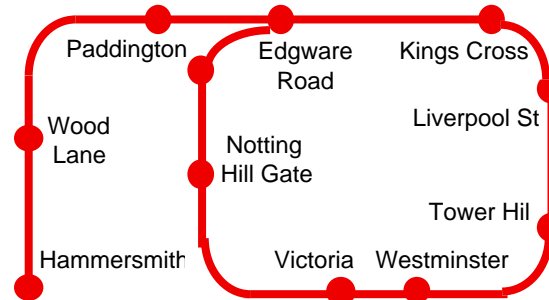 Paddington
Edgware
Road
Kings Cross
Wood
Lane
Liverpool St
Notting
Hill Gate
Tower Hil
Hammersmith
Victoria
Westminster